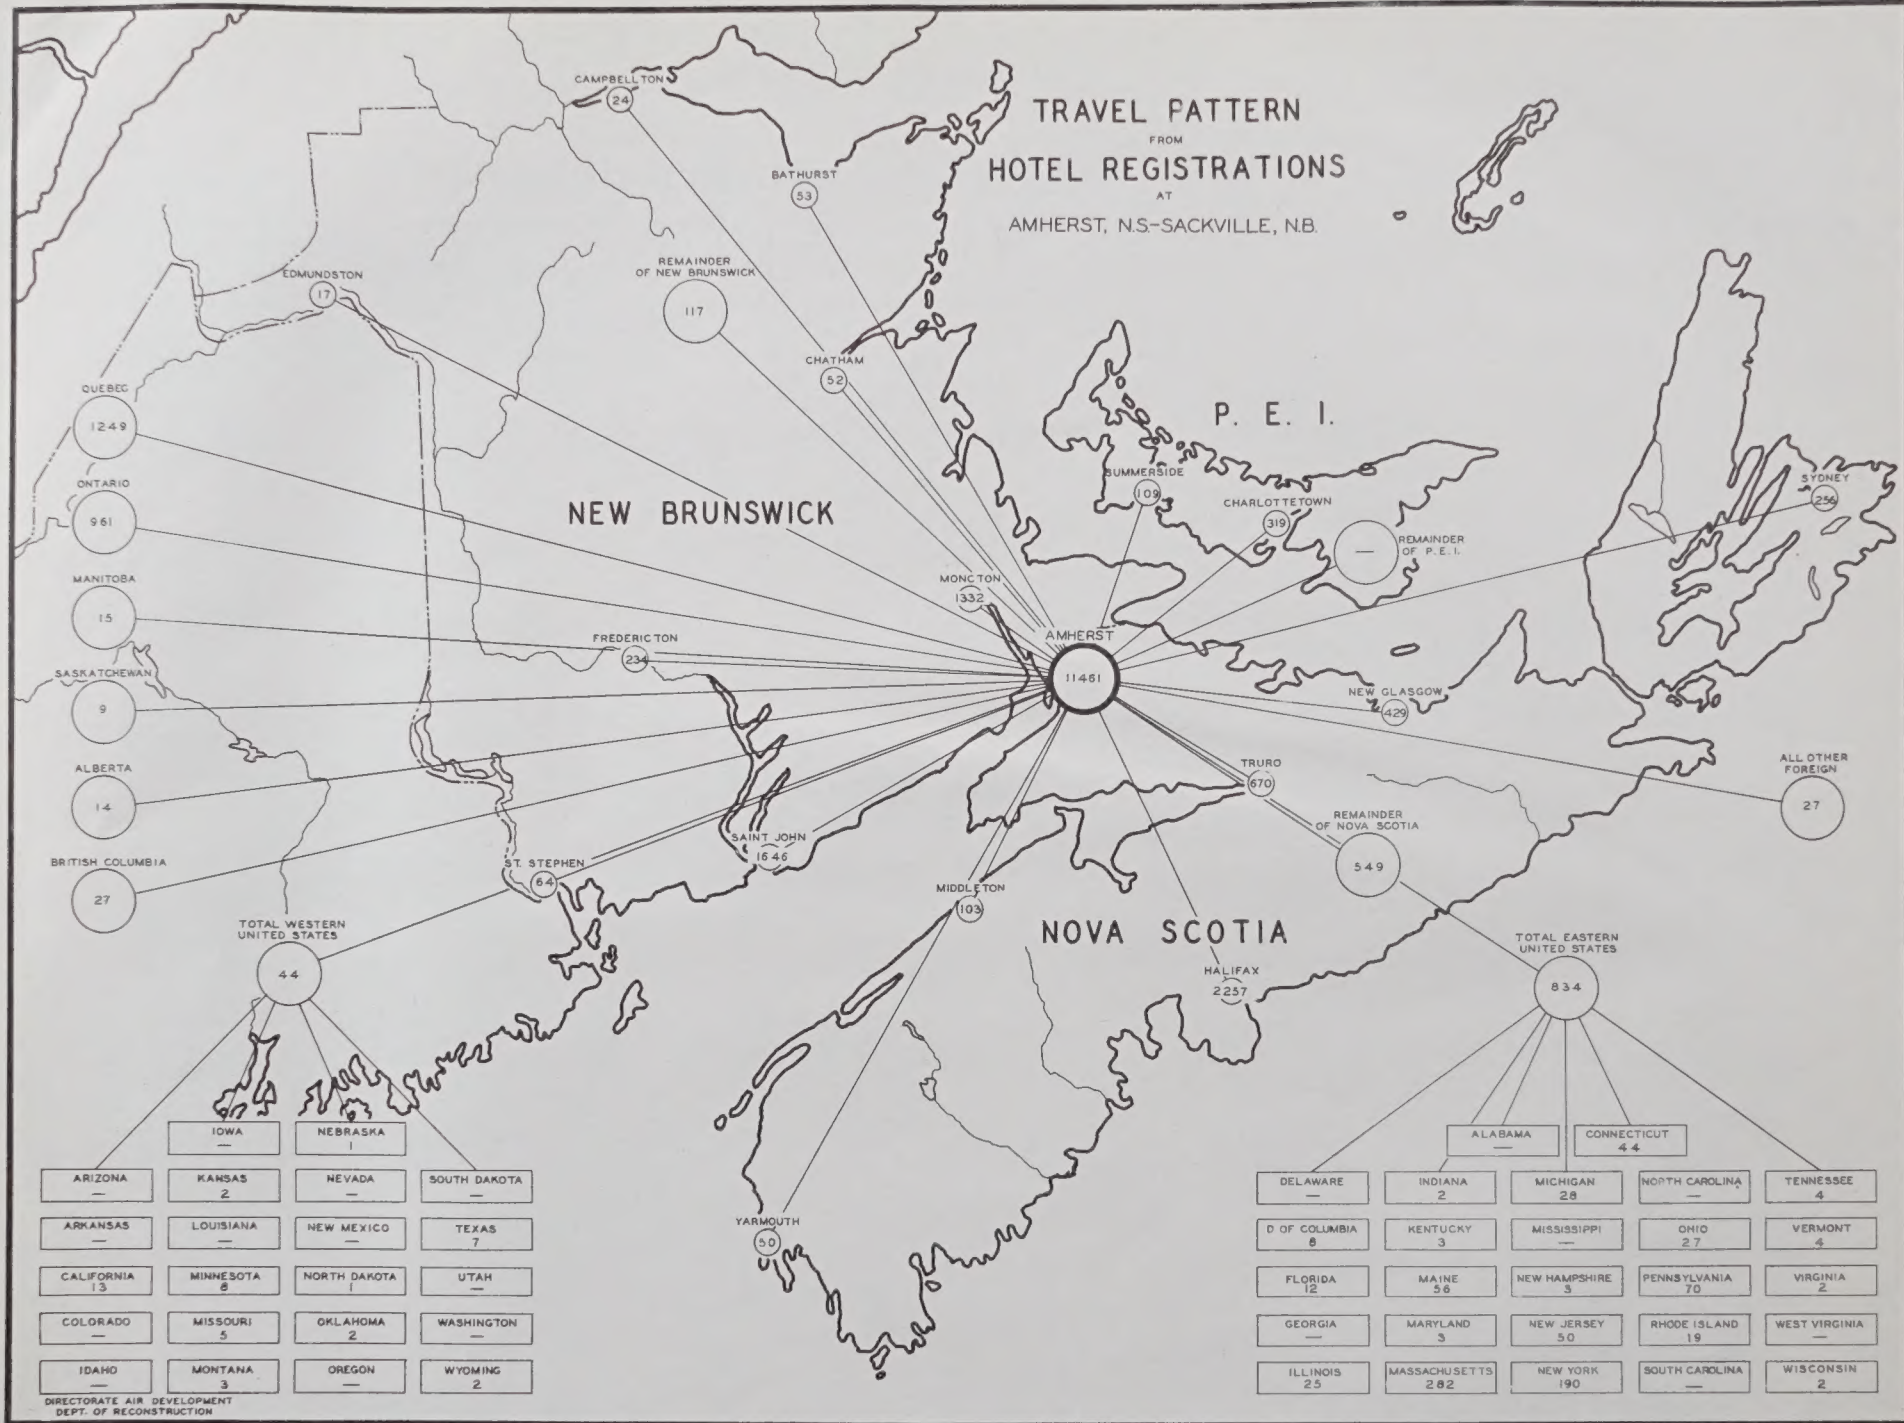 TRAVEL PATTERN
FROM
HOTEL REGISTRATIONS
AT
AMHERST, N.S.-SACKVILLE, N.B.
CAMPBELLTON
24
BATHURST
53
EDMUNDSTON
17
REMAINDER
OF NEW BRUNSWICK
117
CHATHAM
52
QUEBEC
1249
ONTARIO
961
MANITOBA
15
SASKATCHEWAN
9
ALBERTA
14
BRITISH COLUMBIA
27
NEW BRUNSWICK
P. E. I.
SUMMERSIDE
109
CHARLOTTETOWN
319
REMAINDER
OF P.E.I.
—
SYDNEY
256
MONCTON
1332
FREDERICTON
234
AMHERST
11461
NEW GLASGOW
429
TRURO
670
ALL OTHER
FOREIGN
27
REMAINDER
OF NOVA SCOTIA
549
SAINT JOHN
1646
ST. STEPHEN
64
MIDDLETON
103
NOVA SCOTIA
HALIFAX
2257
YARMOUTH
50
TOTAL WESTERN
UNITED STATES
44
IOWA
—
NEBRASKA
1
ARIZONA
—
KANSAS
2
NEVADA
—
SOUTH DAKOTA
—
ARKANSAS
—
LOUISIANA
—
NEW MEXICO
—
TEXAS
7
CALIFORNIA
13
MINNESOTA
8
NORTH DAKOTA
1
UTAH
—
COLORADO
—
MISSOURI
5
OKLAHOMA
2
WASHINGTON
—
IDAHO
—
MONTANA
3
OREGON
—
WYOMING
2
TOTAL EASTERN
UNITED STATES
834
ALABAMA
—
CONNECTICUT
44
DELAWARE
—
INDIANA
2
MICHIGAN
28
NORTH CAROLINA
—
TENNESSEE
4
D OF COLUMBIA
8
KENTUCKY
3
MISSISSIPPI
—
OHIO
27
VERMONT
4
FLORIDA
12
MAINE
56
NEW HAMPSHIRE
3
PENNSYLVANIA
70
VIRGINIA
2
GEORGIA
—
MARYLAND
3
NEW JERSEY
50
RHODE ISLAND
19
WEST VIRGINIA
—
ILLINOIS
25
MASSACHUSETTS
282
NEW YORK
190
SOUTH CAROLINA
—
WISCONSIN
2
DIRECTORATE AIR DEVELOPMENT
DEPT. OF RECONSTRUCTION